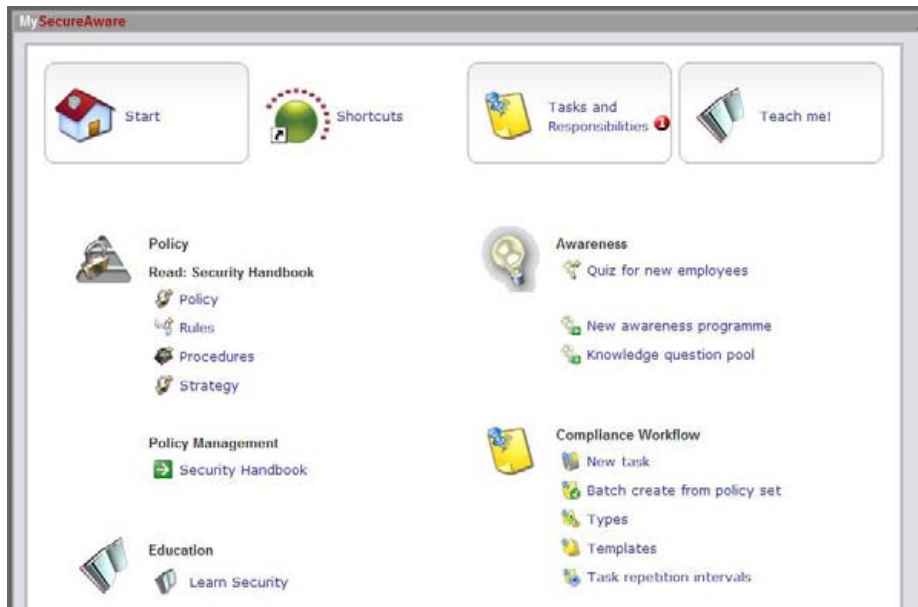 MySecureAware
Start
Shortcuts
Tasks and
Responsibilities 1
Teach me!
Policy
Read: Security Handbook
Policy
Rules
Procedures
Strategy
Policy Management
Security Handbook
Education
Learn Security
Awareness
Quiz for new employees
New awareness programme
Knowledge question pool
Compliance Workflow
New task
Batch create from policy set
Types
Templates
Task repetition intervals